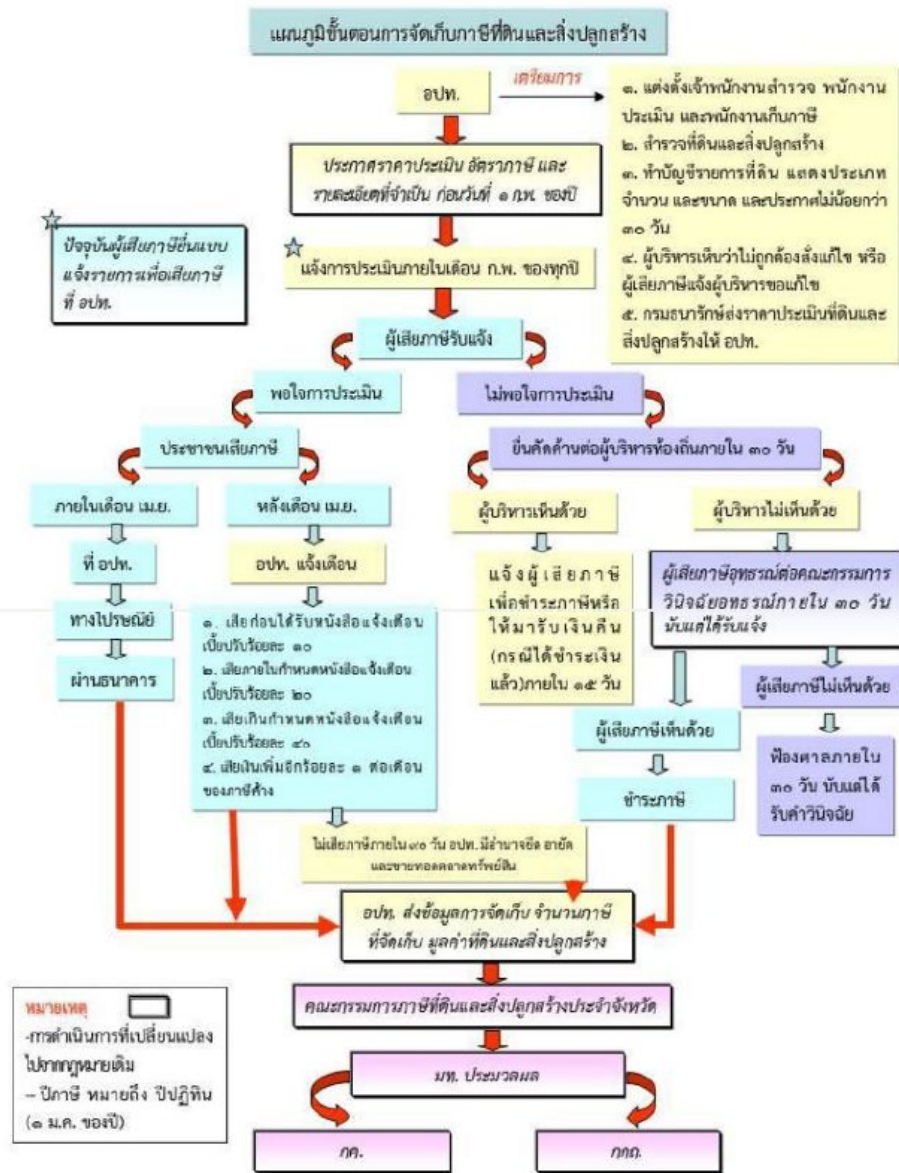 แผนภูมิขั้นตอนการจัดเก็บภาษีที่ดินและสิ่งปลูกสร้าง
อปท.
เตรียมการ
๑. แต่งตั้งเจ้าพนักงานสำรวจ พนักงาน
ประเมิน และพนักงานเก็บภาษี
๒. สำรวจที่ดินและสิ่งปลูกสร้าง
๓. ทำบัญชีรายการที่ดิน แสดงประเภท
จำนวน และขนาด และประกาศไม่น้อยกว่า
๓๐ วัน
๔. ผู้บริหารเห็นว่าไม่ถูกต้องสั่งแก้ไข หรือ
ผู้เสียภาษีแจ้งผู้บริหารขอแก้ไข
๕. กรมธนารักษ์ส่งราคาประเมินที่ดินและ
สิ่งปลูกสร้างให้ อปท.
ประกาศราคาประเมิน อัตราภาษี และ
รายละเอียดที่จำเป็น ก่อนวันที่ ๑ ก.พ. ของปี
ปัจจุบันผู้เสียภาษียื่นแบบ
แจ้งรายการเพื่อเสียภาษี
ที่ อปท.
แจ้งการประเมินภายในเดือน ก.พ. ของทุกปี
ผู้เสียภาษีรับแจ้ง
พอใจการประเมิน
ไม่พอใจการประเมิน
ประชาชนเสียภาษี
ยื่นคัดค้านต่อผู้บริหารท้องถิ่นภายใน ๓๐ วัน
ภายในเดือน เม.ย.
หลังเดือน เม.ย.
ผู้บริหารเห็นด้วย
ผู้บริหารไม่เห็นด้วย
ที่ อปท.
อปท. แจ้งเตือน
แจ้งผู้เสียภาษี
เพื่อชำระภาษีหรือ
ให้มารับเงินคืน
(กรณีได้ชำระเงิน
แล้ว)ภายใน ๑๕ วัน
ผู้เสียภาษีอุทธรณ์ต่อคณะกรรมการ
วินิจฉัยอุทธรณ์ภายใน ๓๐ วัน
นับแต่ได้รับแจ้ง
ทางไปรษณีย์
ผ่านธนาคาร
๑. เสียก่อนได้รับหนังสือแจ้งเตือน
เบี้ยปรับร้อยละ ๑๐
๒. เสียภายในกำหนดหนังสือแจ้งเตือน
เบี้ยปรับร้อยละ ๒๐
๓. เสียเกินกำหนดหนังสือแจ้งเตือน
เบี้ยปรับร้อยละ ๔๐
๔. เสียเงินเพิ่มอีกร้อยละ ๑ ต่อเดือน
ของภาษีค้าง
ผู้เสียภาษีเห็นด้วย
ผู้เสียภาษีไม่เห็นด้วย
ชำระภาษี
ฟ้องศาลภายใน
๓๐ วัน นับแต่ได้
รับคำวินิจฉัย
ไม่เสียภาษีภายใน ๙๐ วัน อปท. มีอำนาจยึด อายัด
และขายทอดตลาดทรัพย์สิน
อปท. ส่งข้อมูลการจัดเก็บ จำนวนภาษี
ที่จัดเก็บ มูลค่าที่ดินและสิ่งปลูกสร้าง
คณะกรรมการภาษีที่ดินและสิ่งปลูกสร้างประจำจังหวัด
มท. ประมวลผล
กค.
กกถ.
หมายเหตุ
-การดำเนินการที่เปลี่ยนแปลง
ไปจากกฎหมายเดิม
– ปีภาษี หมายถึง ปีปฏิทิน
(๑ ม.ค. ของปี)